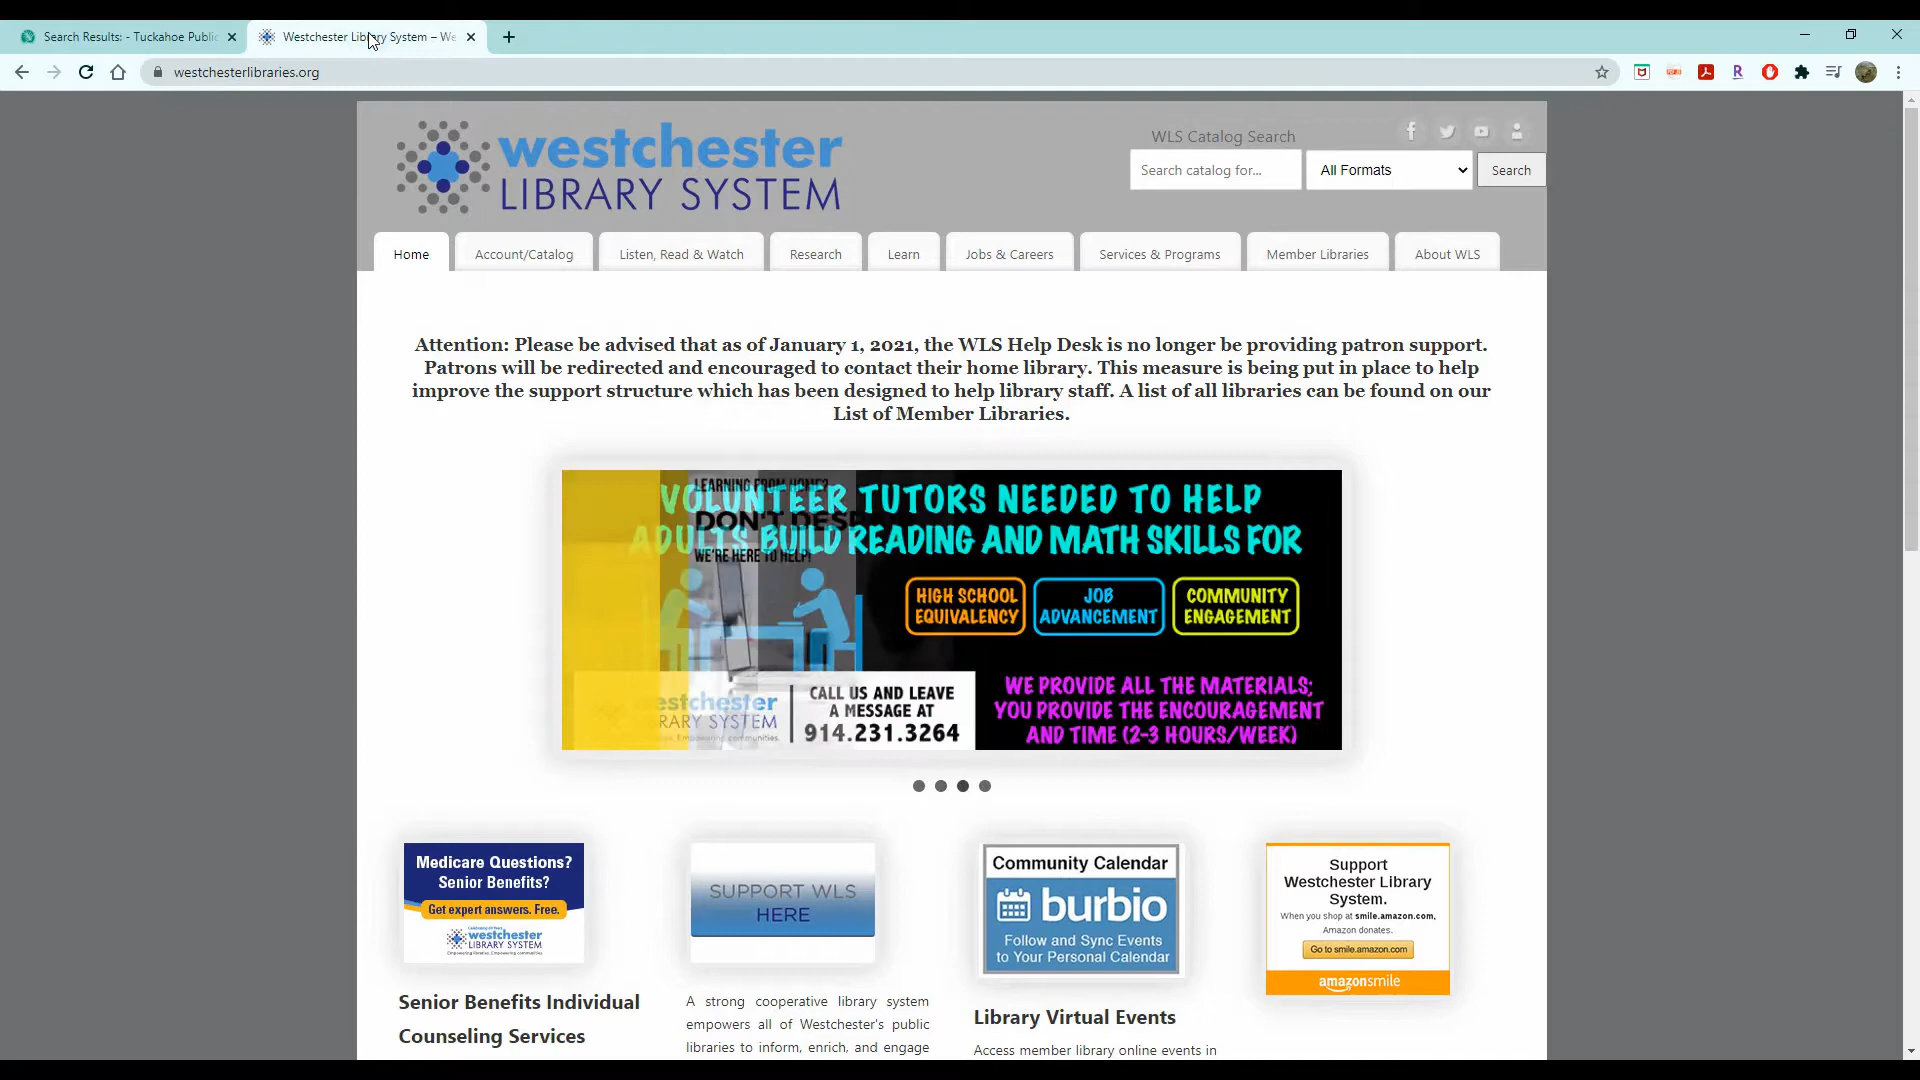 Search Results: - Tuckahoe Public
Westchester Library System – We
westchesterlibraries.org
westchester
LIBRARY SYSTEM
WLS Catalog Search
Search catalog for...
All Formats
Search
Home
Account/Catalog
Listen, Read & Watch
Research
Learn
Jobs & Careers
Services & Programs
Member Libraries
About WLS
Attention: Please be advised that as of January 1, 2021, the WLS Help Desk is no longer be providing patron support.
Patrons will be redirected and encouraged to contact their home library. This measure is being put in place to help
improve the support structure which has been designed to help library staff. A list of all libraries can be found on our
List of Member Libraries.
LEARNING FROM HOME?
VOLUNTEER TUTORS NEEDED TO HELP
DON'T DESP
ADULTS BUILD READING AND MATH SKILLS FOR
WE'RE HERE TO HELP!
HIGH SCHOOL
EQUIVALENCY
JOB
ADVANCEMENT
COMMUNITY
ENGAGEMENT
estchester
RARY SYSTEM
CALL US AND LEAVE
A MESSAGE AT
914.231.3264
WE PROVIDE ALL THE MATERIALS;
YOU PROVIDE THE ENCOURAGEMENT
AND TIME (2-3 HOURS/WEEK)
Medicare Questions?
Senior Benefits?
Get expert answers. Free.
westchester
LIBRARY SYSTEM
Senior Benefits Individual
Counseling Services
SUPPORT WLS
HERE
A strong cooperative library system
empowers all of Westchester's public
libraries to inform, enrich, and engage
Community Calendar
burbio
Follow and Sync Events
to Your Personal Calendar
Library Virtual Events
Access member library online events in
Support
Westchester Library
System.
When you shop at smile.amazon.com,
Amazon donates.
Go to smile.amazon.com
amazonsmile